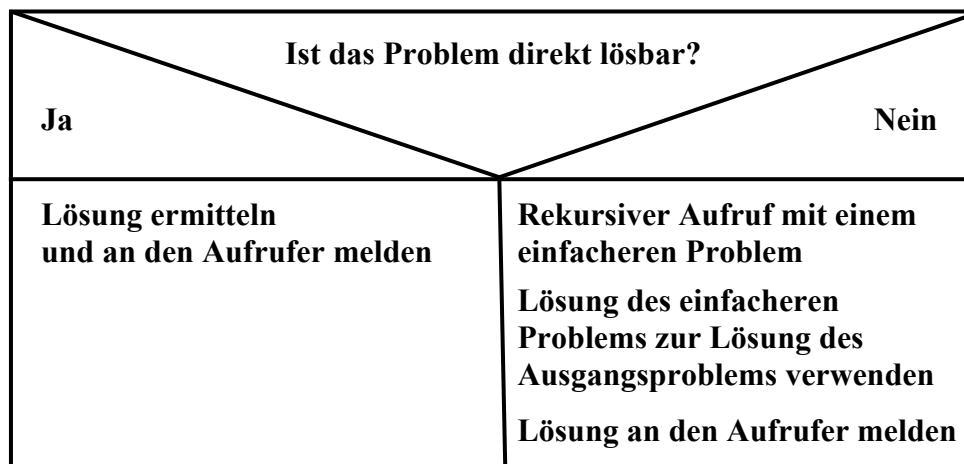 Ist das Problem direkt lösbar?
Ja
Nein
Lösung ermitteln
und an den Aufrufer melden
Rekursiver Aufruf mit einem
einfacheren Problem
Lösung des einfacheren
Problems zur Lösung des
Ausgangsproblems verwenden
Lösung an den Aufrufer melden